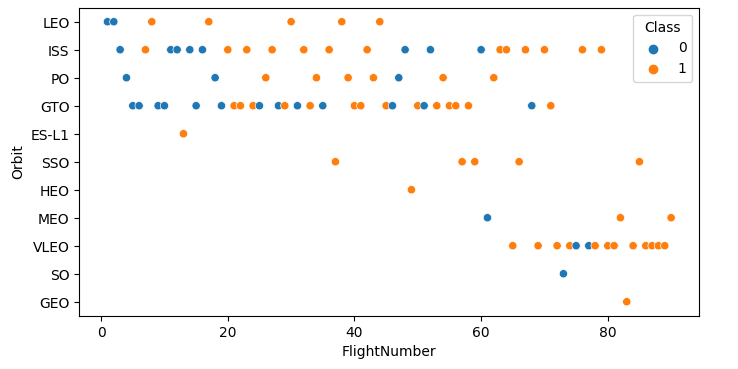 LEO
ISS
PO
GTO
ES-L1
SSO
HEO
MEO
VLEO
SO
GEO
Orbit
0
20
40
60
80
FlightNumber
Class
0
1